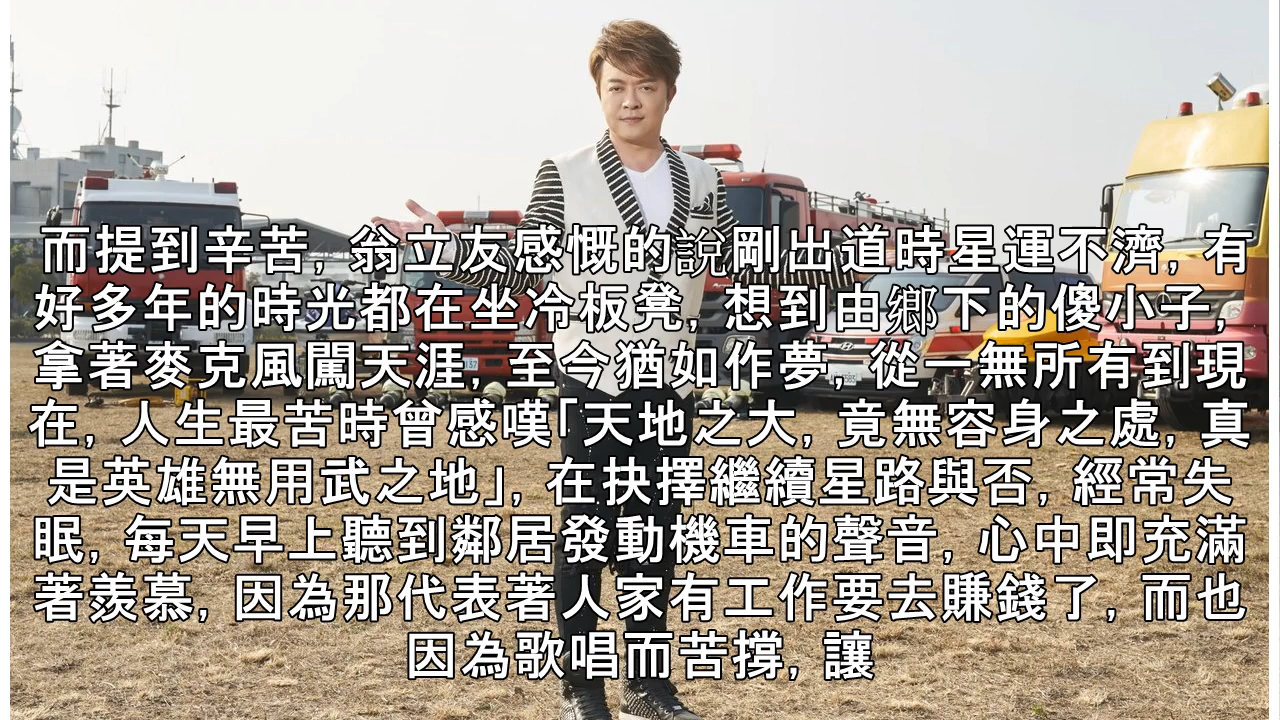 而提到辛苦, 翁立友感慨的說剛出道時星運不濟, 有
好多年的時光都在坐冷板凳, 想到由鄉下的傻小子,
拿著麥克風闖天涯, 至今猶如作夢, 從一無所有到現
在, 人生最苦時曾感嘆「天地之大, 竟無容身之處, 真
是英雄無用武之地」, 在抉擇繼續星路與否, 經常失
眠, 每天早上聽到鄰居發動機車的聲音, 心中即充滿
著羨慕, 因為那代表著人家有工作要去賺錢了, 而也
因為歌唱而苦撐, 讓